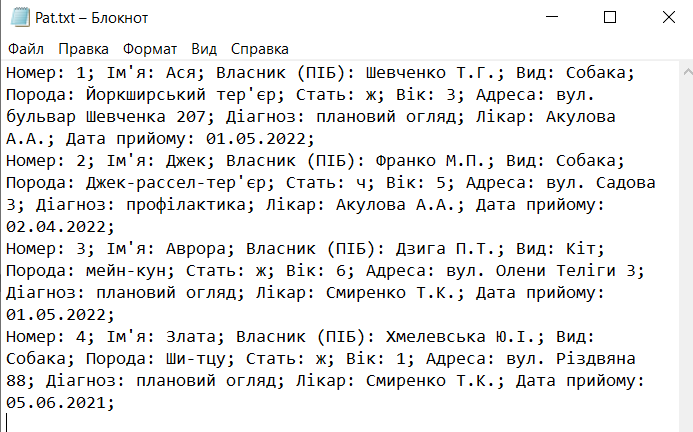 Pat.txt – Блокнот
Файл Правка Формат Вид Справка
Номер: 1; Ім'я: Ася; Власник (ПІБ): Шевченко Т.Г.; Вид: Собака;
Порода: Йоркширський тер'єр; Стать: ж; Вік: 3; Адреса: вул.
бульвар Шевченка 207; Діагноз: плановий огляд; Лікар: Акулова
А.А.; Дата прийому: 01.05.2022;
Номер: 2; Ім'я: Джек; Власник (ПІБ): Франко М.П.; Вид: Собака;
Порода: Джек-рассел-тер'єр; Стать: ч; Вік: 5; Адреса: вул. Садова
3; Діагноз: профілактика; Лікар: Акулова А.А.; Дата прийому:
02.04.2022;
Номер: 3; Ім'я: Аврора; Власник (ПІБ): Дзига П.Т.; Вид: Кіт;
Порода: мейн-кун; Стать: ж; Вік: 6; Адреса: вул. Олени Теліги 3;
Діагноз: плановий огляд; Лікар: Смиренко Т.К.; Дата прийому:
01.05.2022;
Номер: 4; Ім'я: Злата; Власник (ПІБ): Хмелевська Ю.І.; Вид:
Собака; Порода: Ши-тцу; Стать: ж; Вік: 1; Адреса: вул. Різдвяна
88; Діагноз: плановий огляд; Лікар: Смиренко Т.К.; Дата прийому:
05.06.2021;